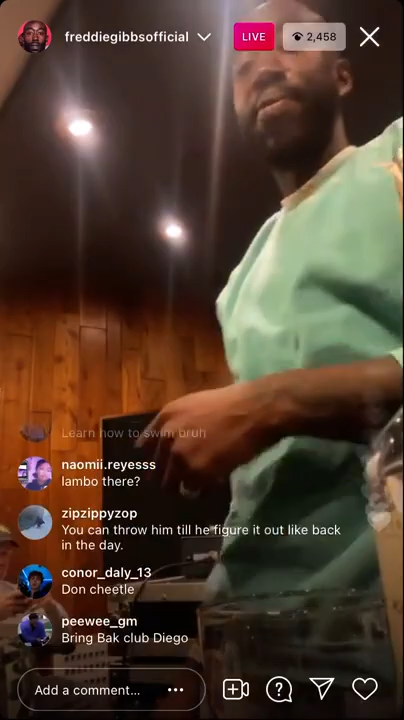 freddiegibbsofficial
LIVE
2,458
Learn how to swim bruh
naomii.reyesss
lambo there?
zipzippyzop
You can throw him till he figure it out like back
in the day.
conor_daly_13
Don cheetle
peewee_gm
Bring Bak club Diego
Add a comment...